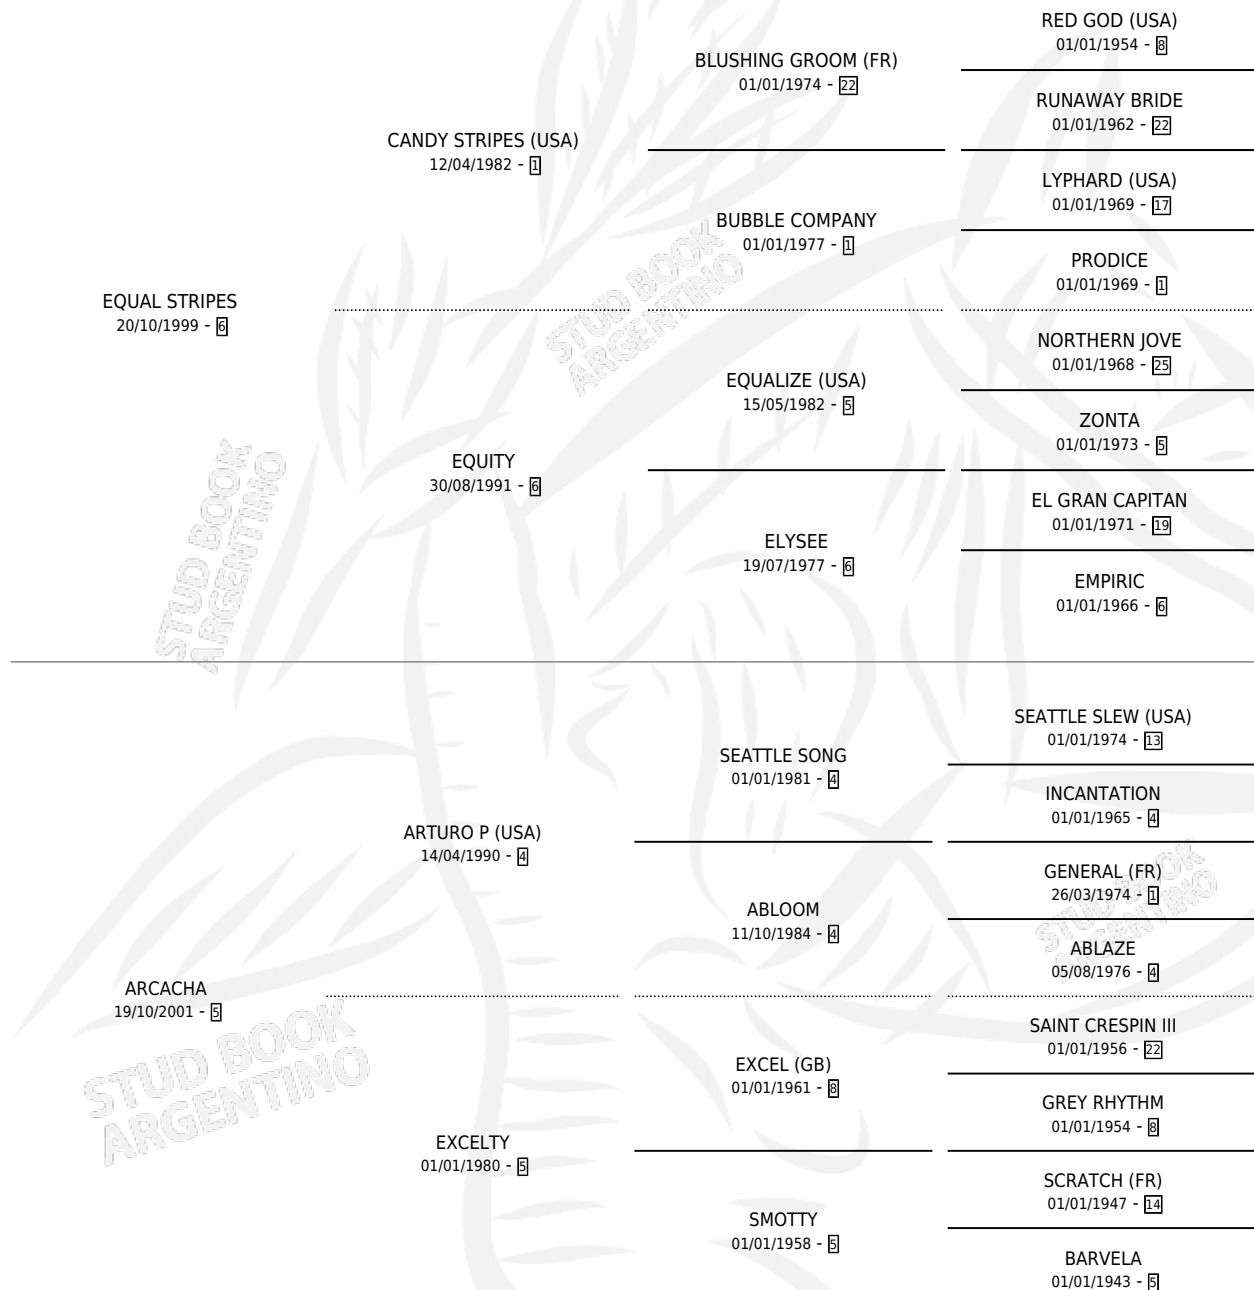 RED GOD (USA)
01/01/1954 - 8
BLUSHING GROOM (FR)
01/01/1974 - 22
RUNAWAY BRIDE
01/01/1962 - 22
CANDY STRIPES (USA)
12/04/1982 - 1
LYPHARD (USA)
01/01/1969 - 17
BUBBLE COMPANY
01/01/1977 - 1
PRODICE
01/01/1969 - 1
EQUAL STRIPES
20/10/1999 - 6
STUD BOOK
ARGENTINO
NORTHERN JOVE
01/01/1968 - 25
EQUALIZE (USA)
15/05/1982 - 5
ZONTA
01/01/1973 - 5
EQUITY
30/08/1991 - 6
EL GRAN CAPITAN
01/01/1971 - 19
ELYSEE
19/07/1977 - 6
EMPIRIC
01/01/1966 - 6
STUD BOOK
ARGENTINO
SEATTLE SLEW (USA)
01/01/1974 - 13
SEATTLE SONG
01/01/1981 - 4
INCANTATION
01/01/1965 - 4
ARTURO P (USA)
14/04/1990 - 4
GENERAL (FR)
26/03/1974 - 1
ABLOOM
11/10/1984 - 4
ABLAZE
05/08/1976 - 4
STUD BOOK
ARGENTINO
ARCACHA
19/10/2001 - 5
STUD BOOK
ARGENTINO
SAINT CRESPIN III
01/01/1956 - 22
EXCEL (GB)
01/01/1961 - 8
GREY RHYTHM
01/01/1954 - 8
EXCELTY
01/01/1980 - 5
SCRATCH (FR)
01/01/1947 - 14
SMOTTY
01/01/1958 - 5
BARVELA
01/01/1943 - 5